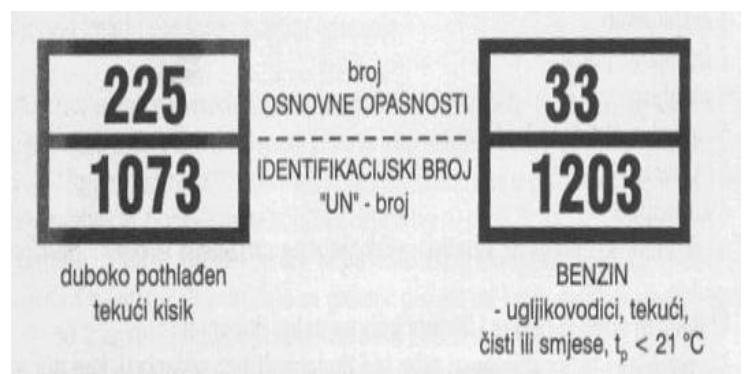 225
1073
duboko pothlađen
tekući kisik
broj
OSNOVNE OPASNOSTI
IDENTIFIKACIJSKI BROJ
"UN" - broj
33
1203
BENZIN
- ugljikovodici, tekući,
čisti ili smjese, tp < 21 °C